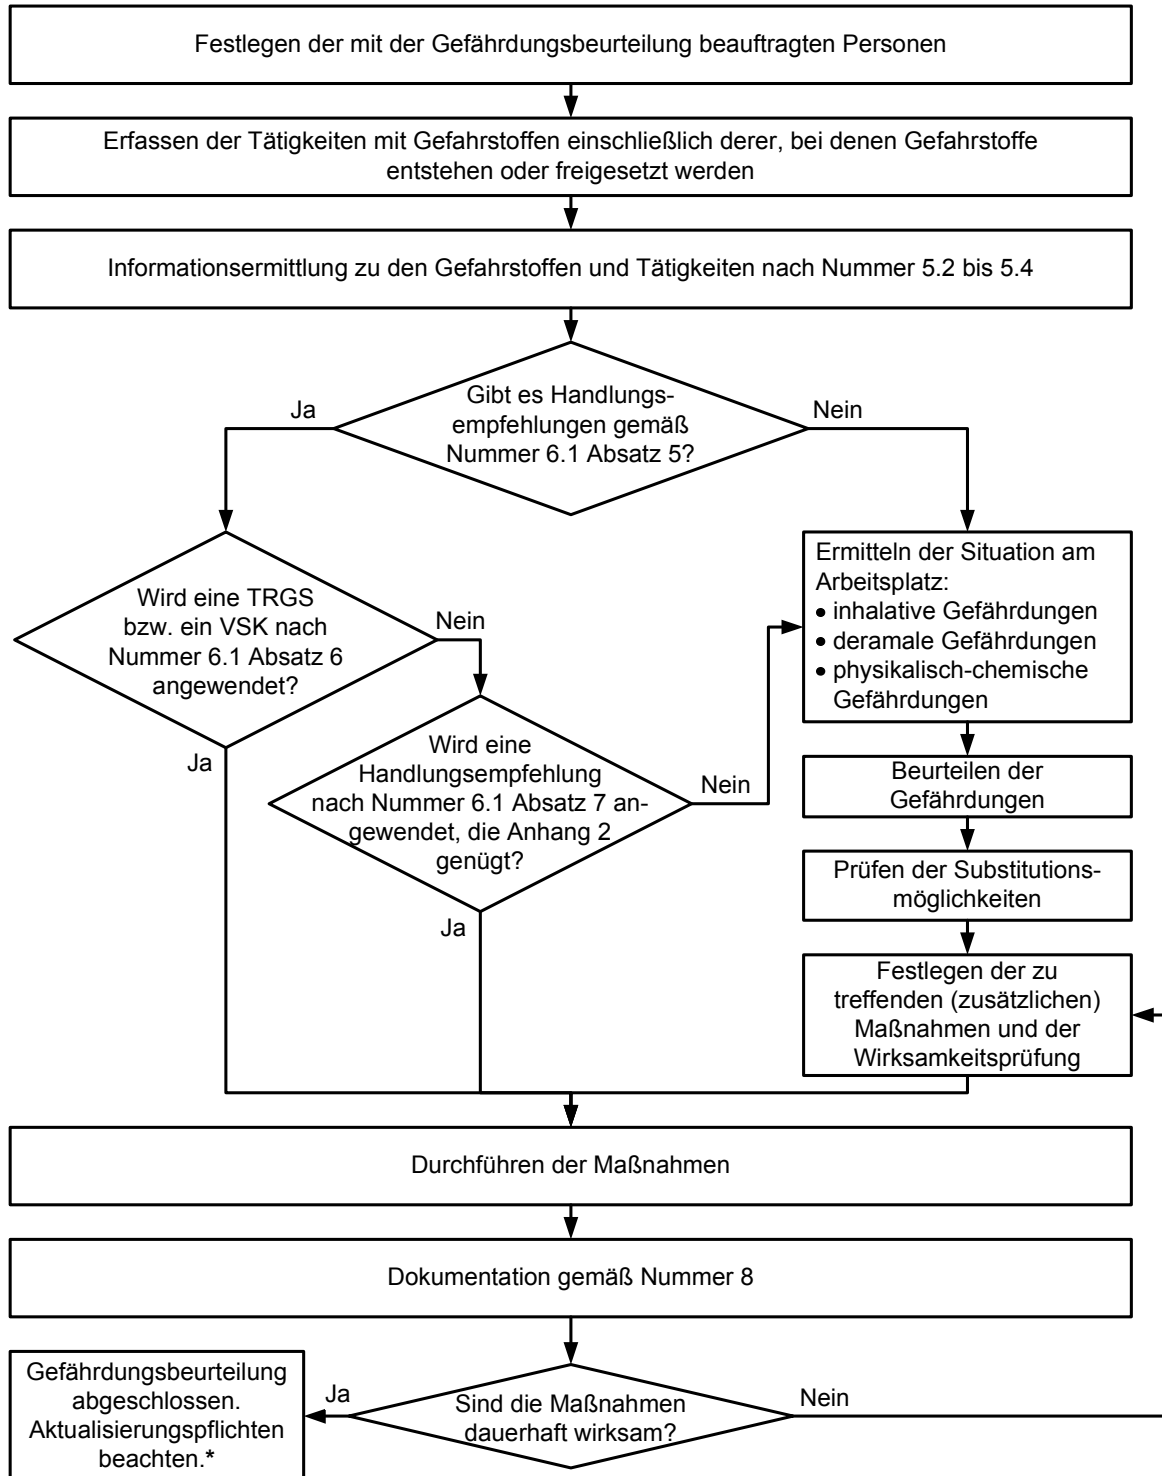 Festlegen der mit der Gefährdungsbeurteilung beauftragten Personen
Erfassen der Tätigkeiten mit Gefahrstoffen einschließlich derer, bei denen Gefahrstoffe
entstehen oder freigesetzt werden
Informationsermittlung zu den Gefahrstoffen und Tätigkeiten nach Nummer 5.2 bis 5.4
Gibt es Handlungs-
empfehlungen gemäß
Nummer 6.1 Absatz 5?
Ja
Nein
Wird eine TRGS
bzw. ein VSK nach
Nummer 6.1 Absatz 6
angewendet?
Nein
Ja
Wird eine
Handlungsempfehlung
nach Nummer 6.1 Absatz 7 an-
gewendet, die Anhang 2
genügt?
Nein
Ja
Ermitteln der Situation am
Arbeitsplatz:
• inhalative Gefährdungen
• deramale Gefährdungen
• physikalisch-chemische
Gefährdungen
Beurteilen der
Gefährdungen
Prüfen der Substitutions-
möglichkeiten
Festlegen der zu
treffenden (zusätzlichen)
Maßnahmen und der
Wirksamkeitsprüfung
Durchführen der Maßnahmen
Dokumentation gemäß Nummer 8
Sind die Maßnahmen
dauerhaft wirksam?
Ja
Nein
Gefährdungsbeurteilung
abgeschlossen.
Aktualisierungspflichten
beachten.*